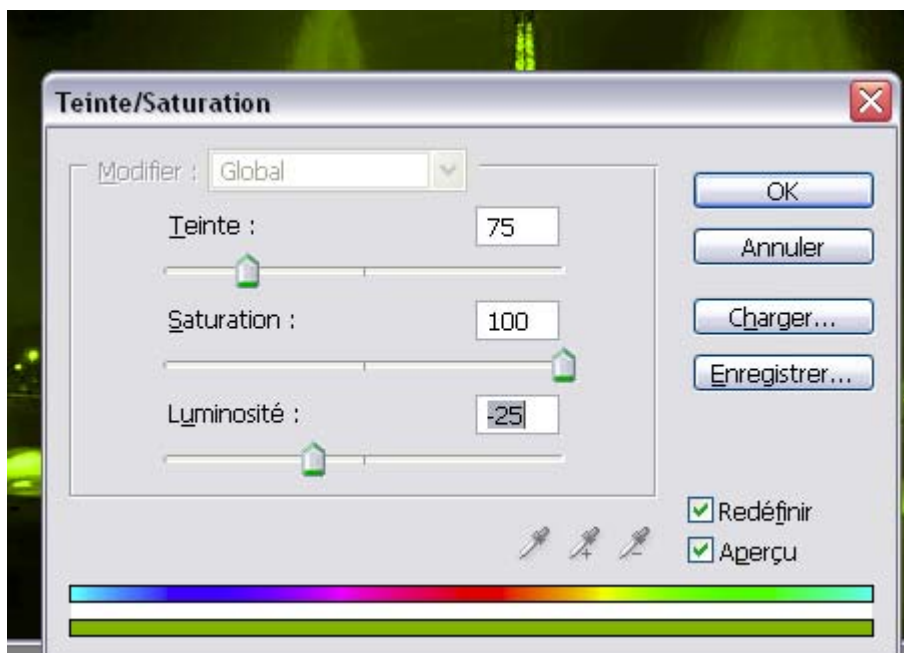 Teinte/Saturation
Modifier : Global
OK
Teinte : 75
Annuler
Saturation : 100
Charger...
Enregistrer...
Luminosité : -25
Redéfinir
Aperçu